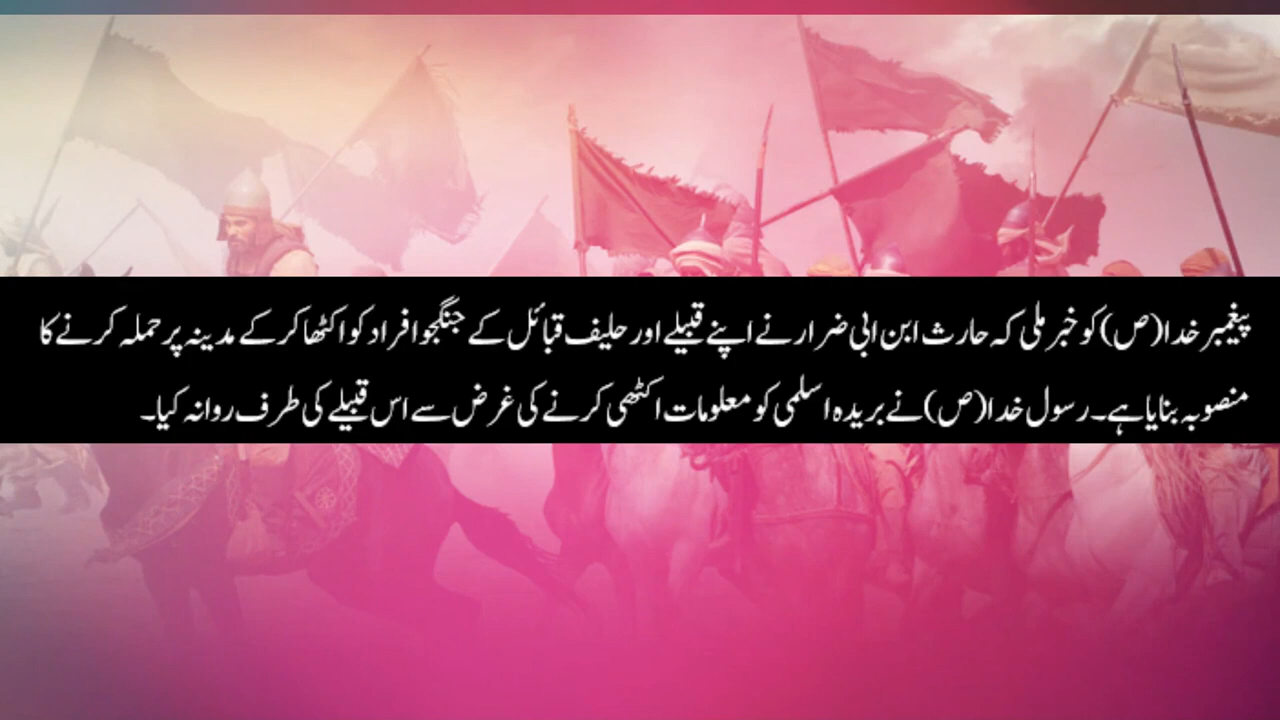 پیغمبر خدا(ص) کو خبر ملی کہ حارث ابن ابی ضرار نے اپنے قبیلے اور حلیف قبائل کے جنگجو افراد کو اکٹھا کر کے مدینہ پر حملہ کرنے کا
منصوبہ بنایا ہے۔ رسول خدا(ص) نے بریدہ اسلمی کو معلومات اکٹھی کرنے کی غرض سے اس قبیلے کی طرف روانہ کیا۔